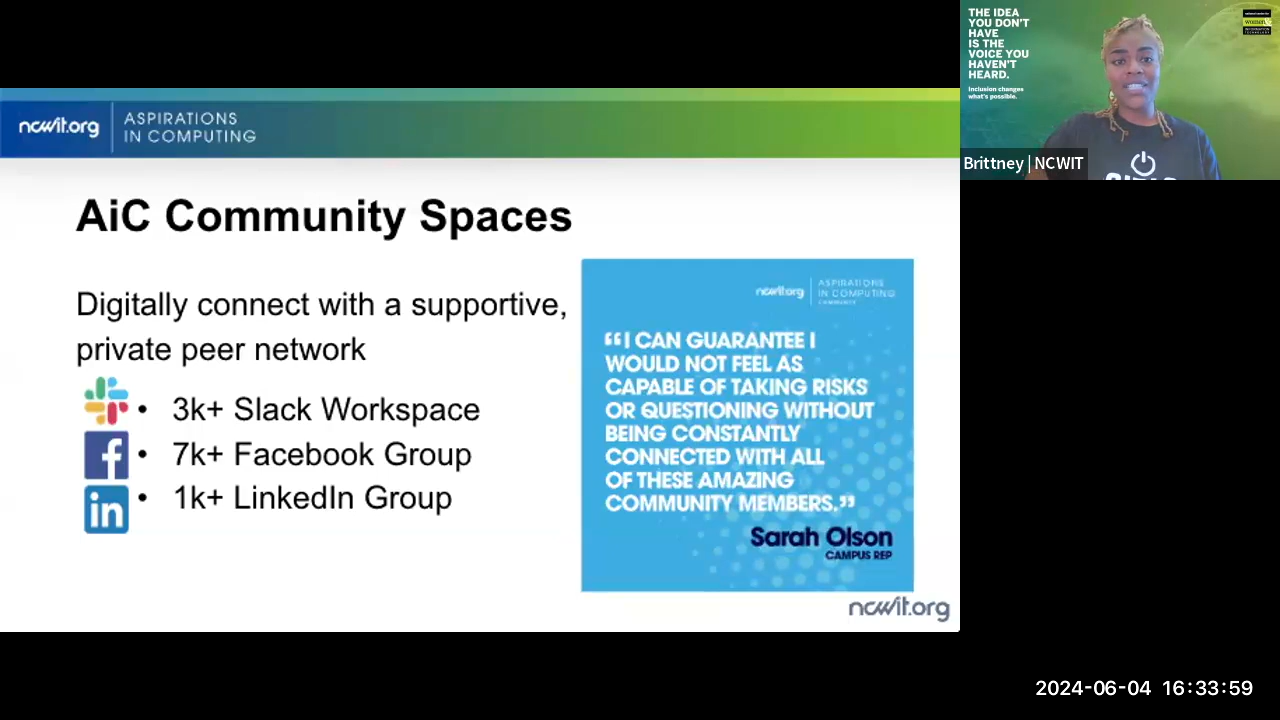 ncwit.org
ASPIRATIONS
IN COMPUTING
AiC Community Spaces
Digitally connect with a supportive,
private peer network
• 3k+ Slack Workspace
• 7k+ Facebook Group
• 1k+ LinkedIn Group
ncwit.org
ASPIRATIONS
IN COMPUTING
COMMUNITY
“I CAN GUARANTEE I
WOULD NOT FEEL AS
CAPABLE OF TAKING RISKS
OR QUESTIONING WITHOUT
BEING CONSTANTLY
CONNECTED WITH ALL
OF THESE AMAZING
COMMUNITY MEMBERS.”
Sarah Olson
CAMPUS REP
ncwit.org
THE IDEA
YOU DON'T
HAVE
IS THE
VOICE YOU
HAVEN'T
HEARD.
Inclusion changes
what's possible.
Brittney | NCWIT
2024-06-04 16:33:59